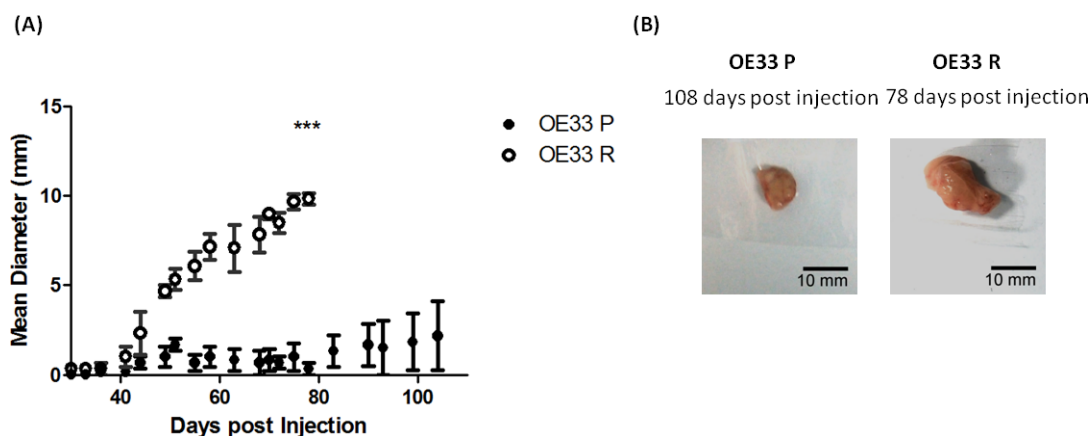 (A)
15
10
5
0
40
60
80
100
Mean Diameter (mm)
Days post Injection
***
OE33 P
OE33 R
(B)
OE33 P
OE33 R
108 days post injection
78 days post injection
10 mm
10 mm